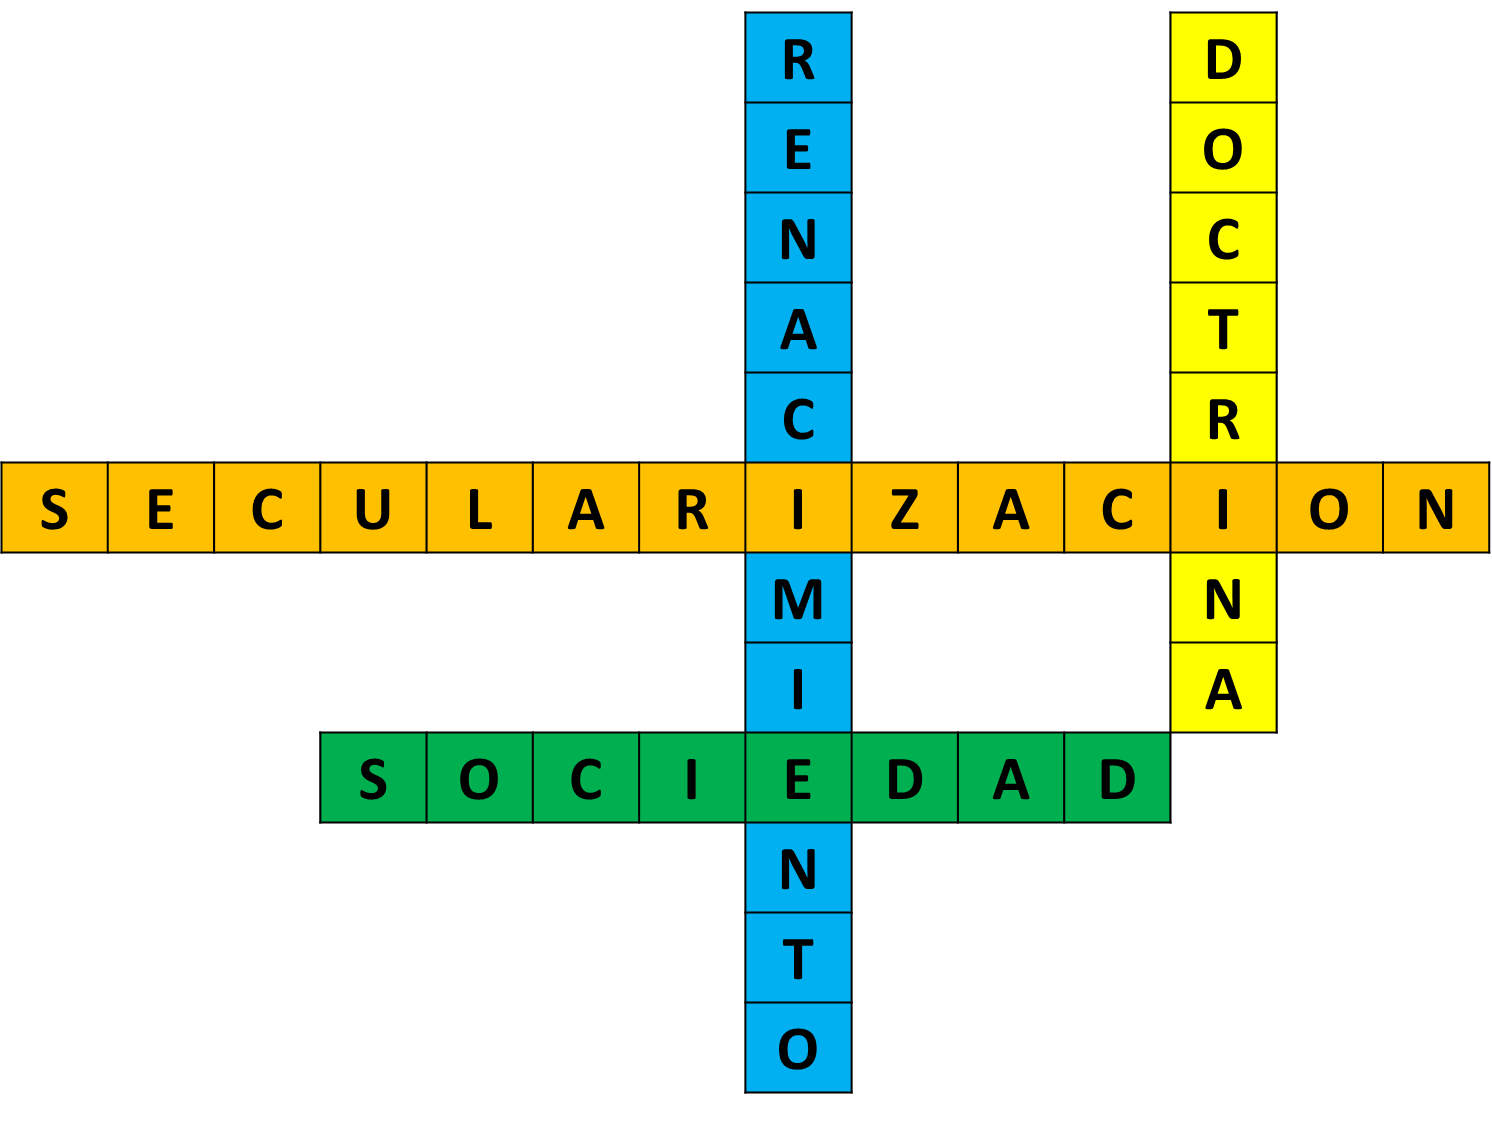 RENACIMIENTO
DOCTRINA
SECULARIZACION
SOCIEDAD